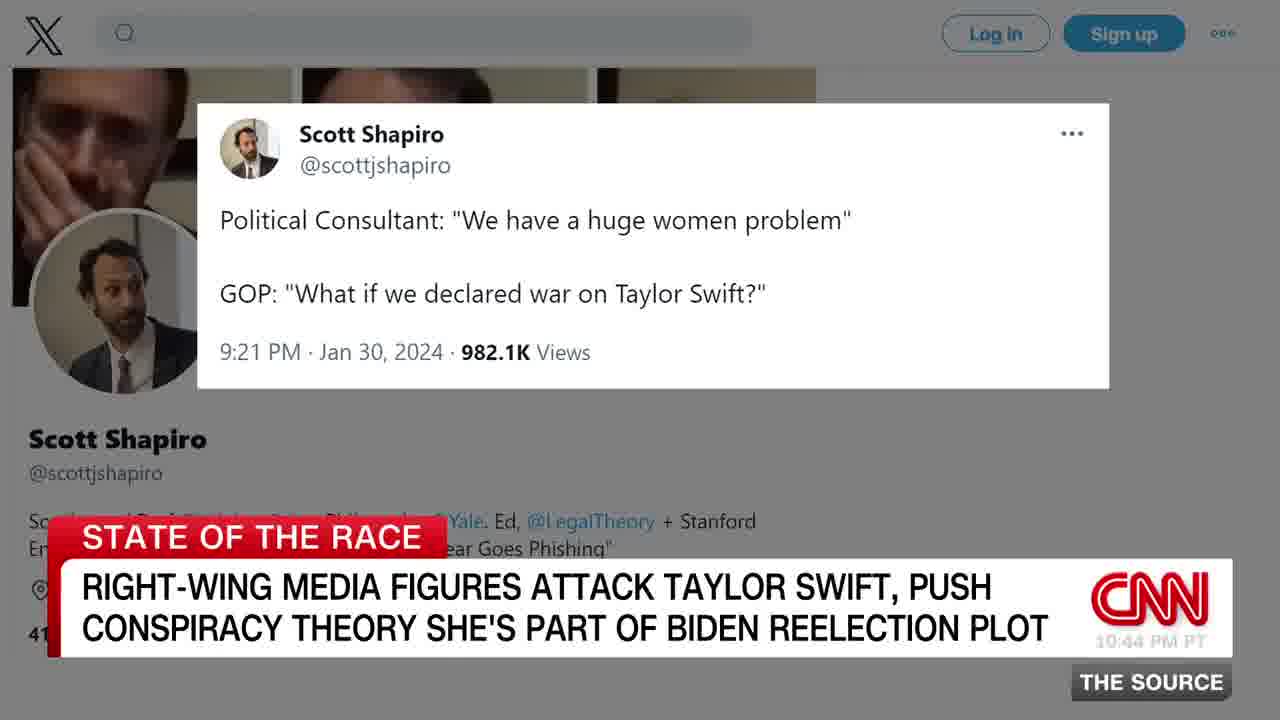 X
Log in
Sign up
Scott Shapiro
@scottjshapiro
Political Consultant: "We have a huge women problem"
GOP: "What if we declared war on Taylor Swift?"
9:21 PM · Jan 30, 2024 · 982.1K Views
Scott Shapiro
@scottjshapiro
Yale. Ed, @LegalTheory + Stanford
Goes Phishing"
41
STATE OF THE RACE
RIGHT-WING MEDIA FIGURES ATTACK TAYLOR SWIFT, PUSH
CONSPIRACY THEORY SHE'S PART OF BIDEN REELECTION PLOT
CNN
10:44 PM PT
THE SOURCE